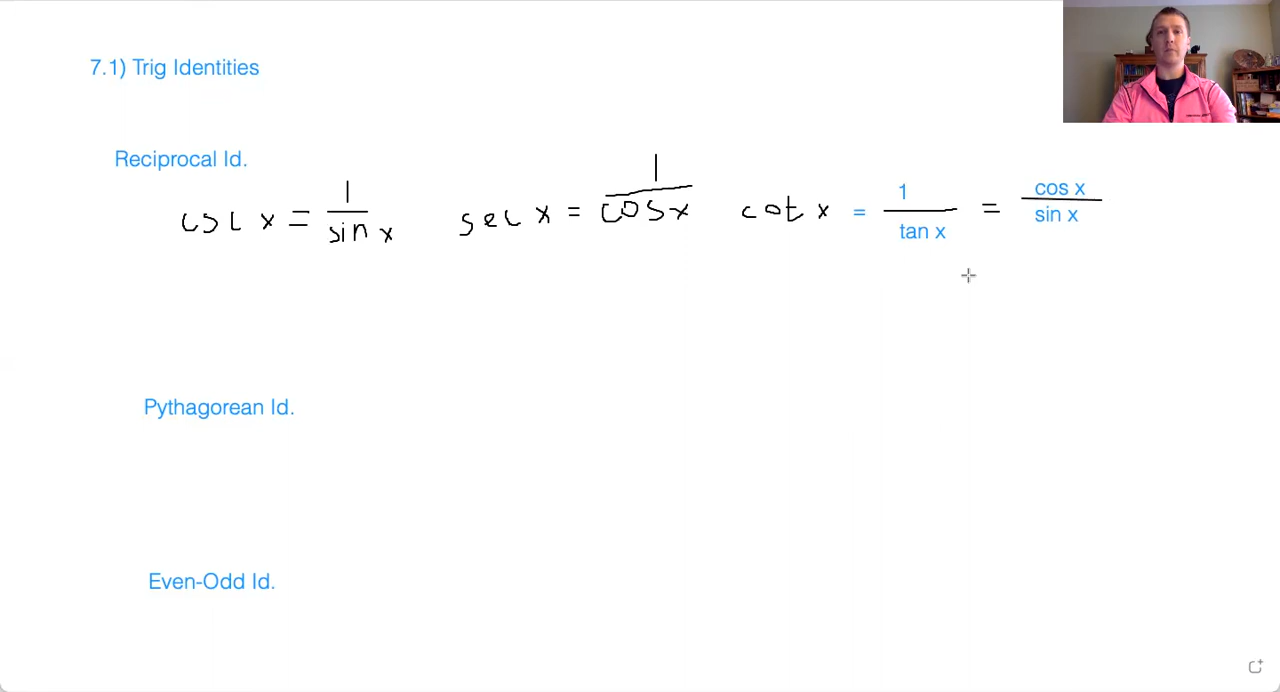 7.1) Trig Identities
Reciprocal Id.
csc x = 1/sin x   sec x = 1/cos x   cot x = 1/tan x = cos x/sin x
Pythagorean Id.
Even-Odd Id.